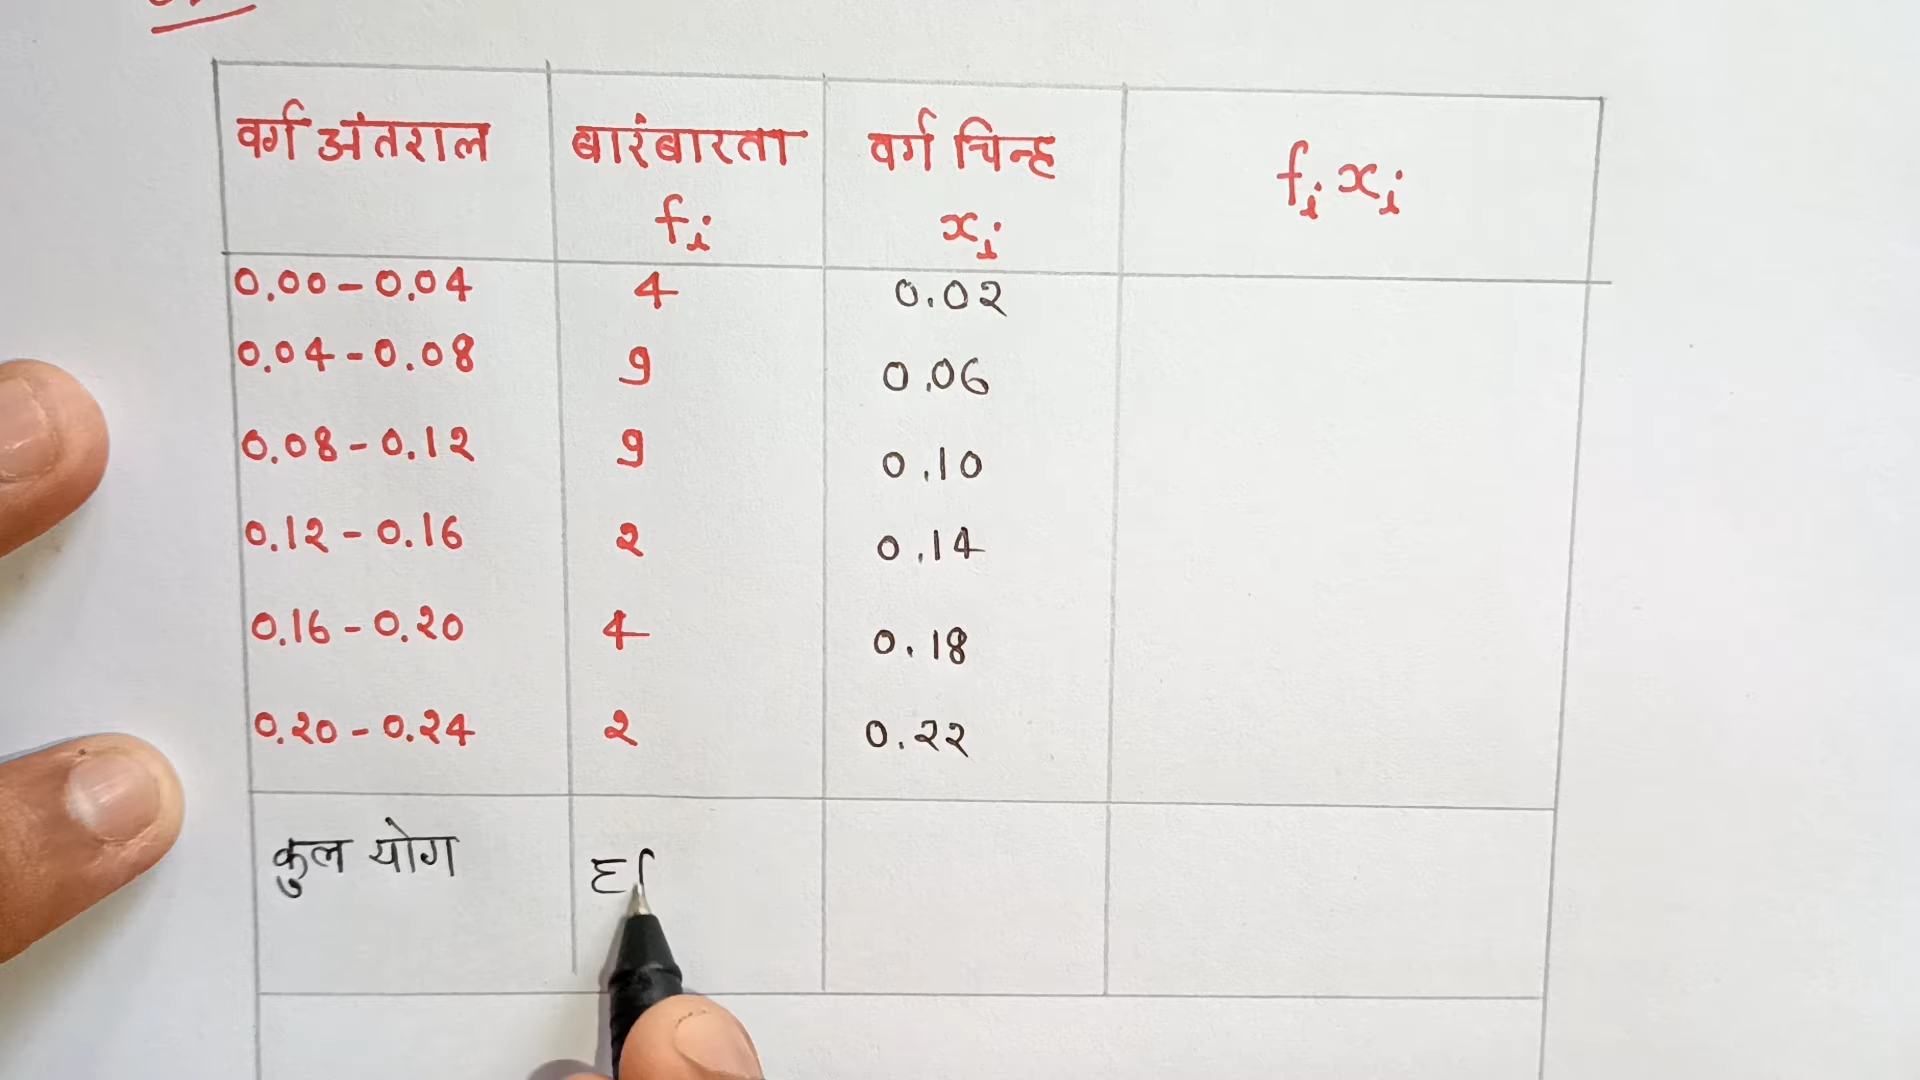 वर्ग अंतराल बारंबारता वर्ग चिन्ह fᵢxᵢ
fᵢ xᵢ
0.00-0.04 4 0.02
0.04-0.08 9 0.06
0.08-0.12 9 0.10
0.12-0.16 2 0.14
0.16-0.20 4 0.18
0.20-0.24 2 0.22
कुल योग Σf